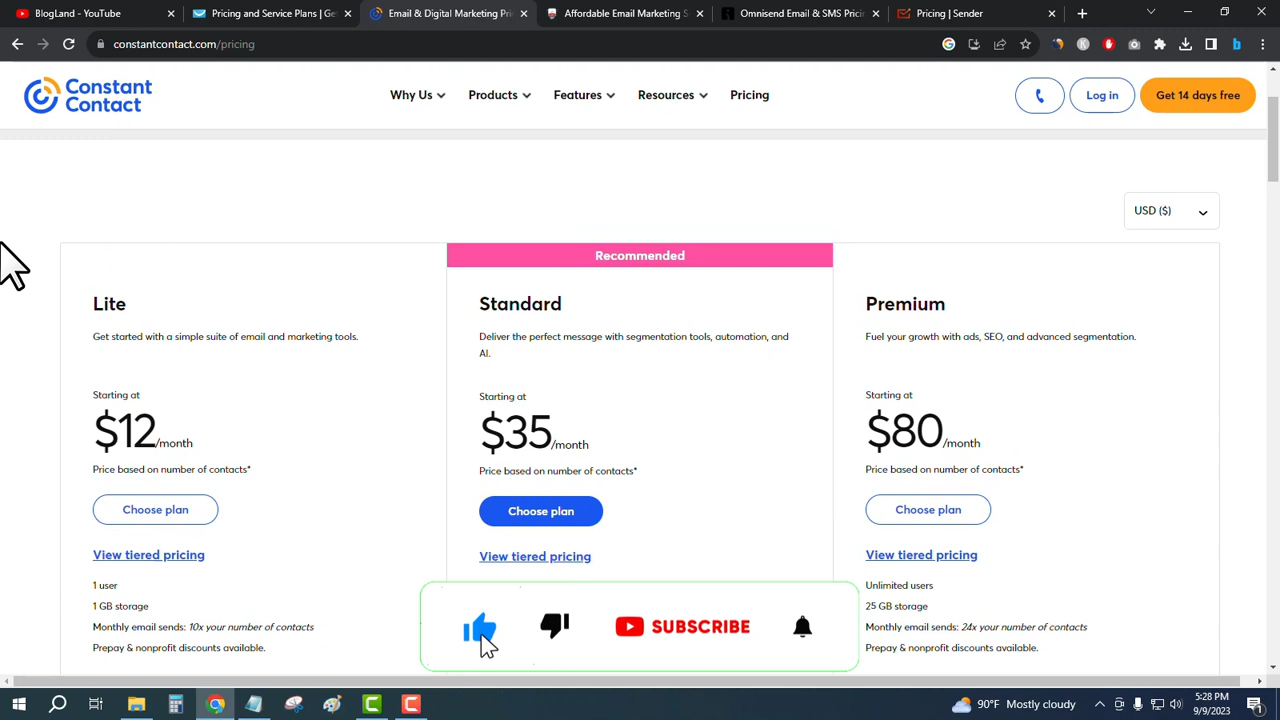 BlogLand - YouTube
Pricing and Service Plans | Ge
Email & Digital Marketing Pri
Affordable Email Marketing S
Omnisend Email & SMS Pricin
Pricing | Sender
constantcontact.com/pricing
Constant
Contact
Why Us
Products
Features
Resources
Pricing
Log in
Get 14 days free
USD ($)
Recommended
Lite
Get started with a simple suite of email and marketing tools.
Starting at
$12/month
Price based on number of contacts*
Choose plan
View tiered pricing
1 user
1 GB storage
Monthly email sends: 10x your number of contacts
Prepay & nonprofit discounts available.
Standard
Deliver the perfect message with segmentation tools, automation, and
AI.
Starting at
$35/month
Price based on number of contacts*
Choose plan
View tiered pricing
Premium
Fuel your growth with ads, SEO, and advanced segmentation.
Starting at
$80/month
Price based on number of contacts*
Choose plan
View tiered pricing
Unlimited users
25 GB storage
Monthly email sends: 24x your number of contacts
Prepay & nonprofit discounts available.
SUBSCRIBE
90°F Mostly cloudy
5:28 PM
9/9/2023